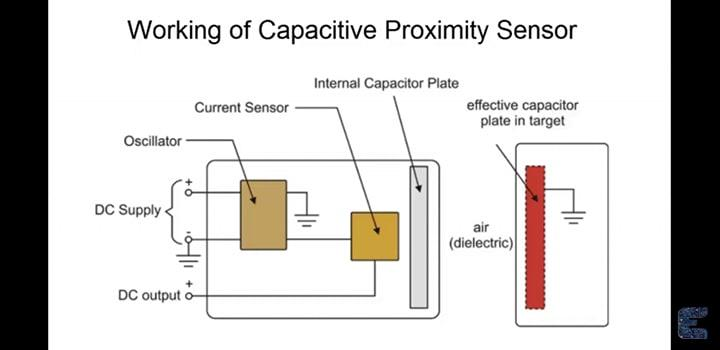 Working of Capacitive Proximity Sensor
Internal Capacitor Plate
Current Sensor
effective capacitor
plate in target
Oscillator
+
DC Supply
-
air
(dielectric)
+
DC output
E